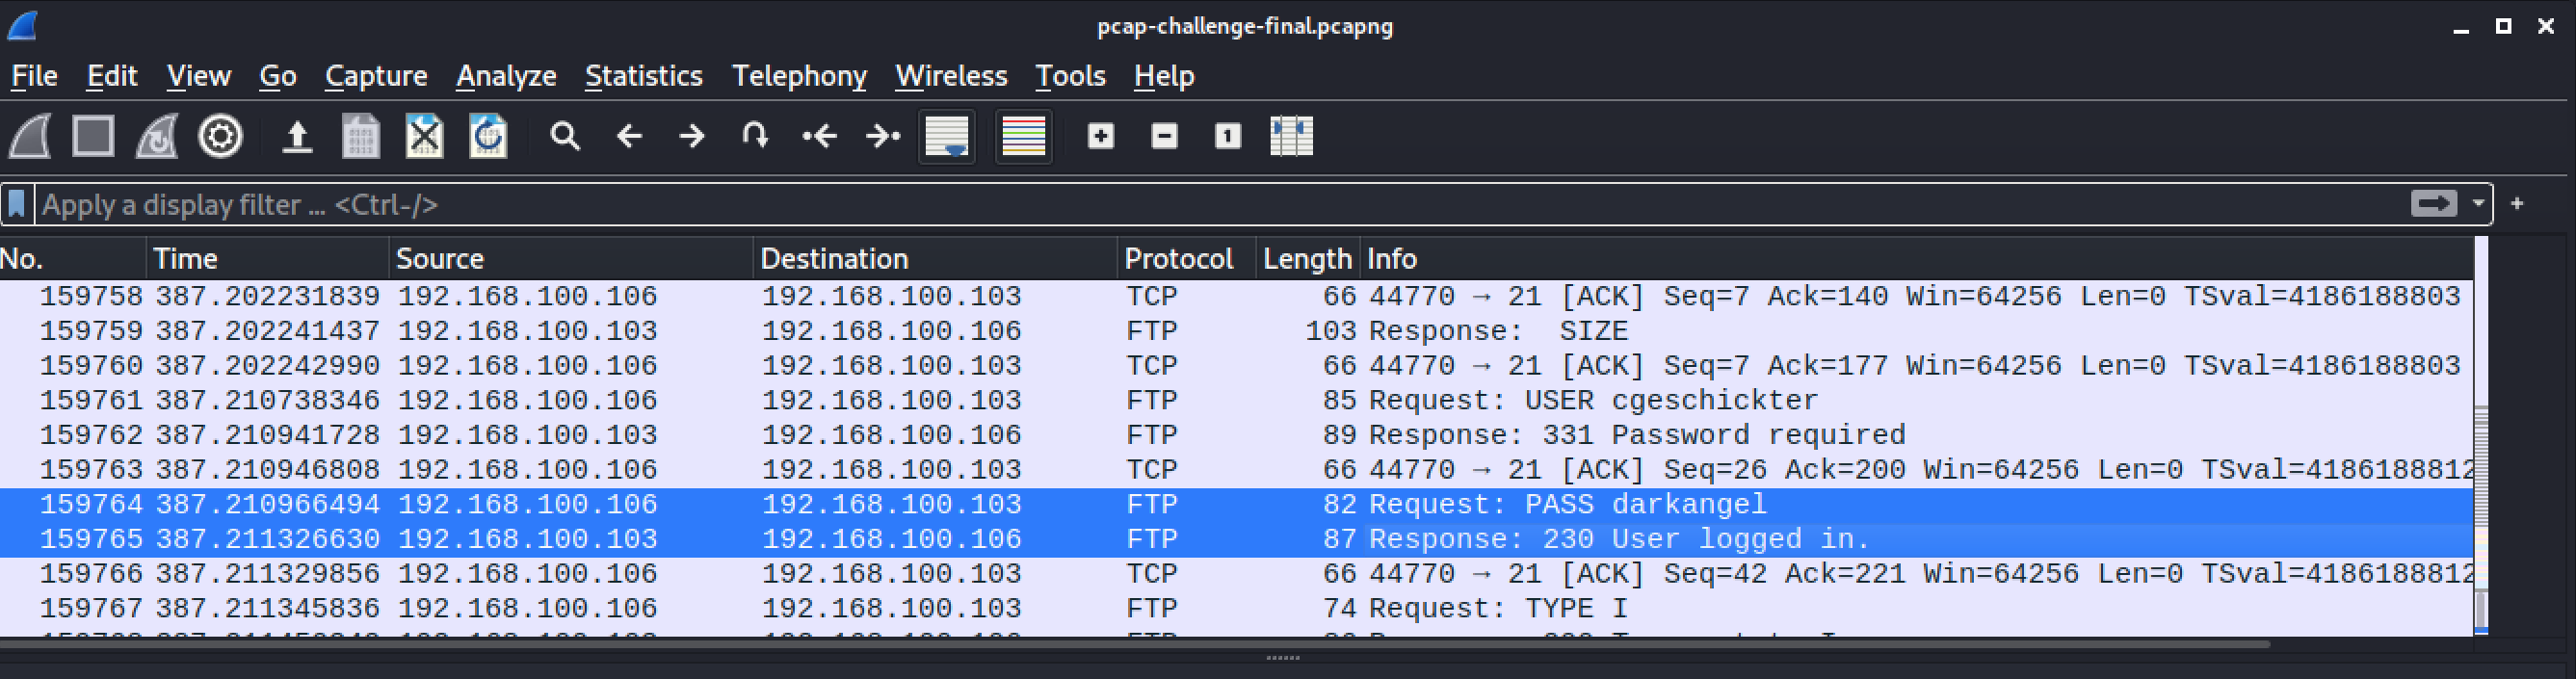 pcap-challenge-final.pcapng
File Edit View Go Capture Analyze Statistics Telephony Wireless Tools Help
Apply a display filter … <Ctrl-/>
No. Time Source Destination Protocol Length Info
159758 387.202231839 192.168.100.106 192.168.100.103 TCP 66 44770 → 21 [ACK] Seq=7 Ack=140 Win=64256 Len=0 TSval=4186188803
159759 387.202241437 192.168.100.103 192.168.100.106 FTP 103 Response:  SIZE
159760 387.202242990 192.168.100.106 192.168.100.103 TCP 66 44770 → 21 [ACK] Seq=7 Ack=177 Win=64256 Len=0 TSval=4186188803
159761 387.210738346 192.168.100.106 192.168.100.103 FTP 85 Request: USER cgeschickter
159762 387.210941728 192.168.100.103 192.168.100.106 FTP 89 Response: 331 Password required
159763 387.210946808 192.168.100.106 192.168.100.103 TCP 66 44770 → 21 [ACK] Seq=26 Ack=200 Win=64256 Len=0 TSval=4186188812
159764 387.210966494 192.168.100.106 192.168.100.103 FTP 82 Request: PASS darkangel
159765 387.211326630 192.168.100.103 192.168.100.106 FTP 87 Response: 230 User logged in.
159766 387.211329856 192.168.100.106 192.168.100.103 TCP 66 44770 → 21 [ACK] Seq=42 Ack=221 Win=64256 Len=0 TSval=4186188812
159767 387.211345836 192.168.100.106 192.168.100.103 FTP 74 Request: TYPE I